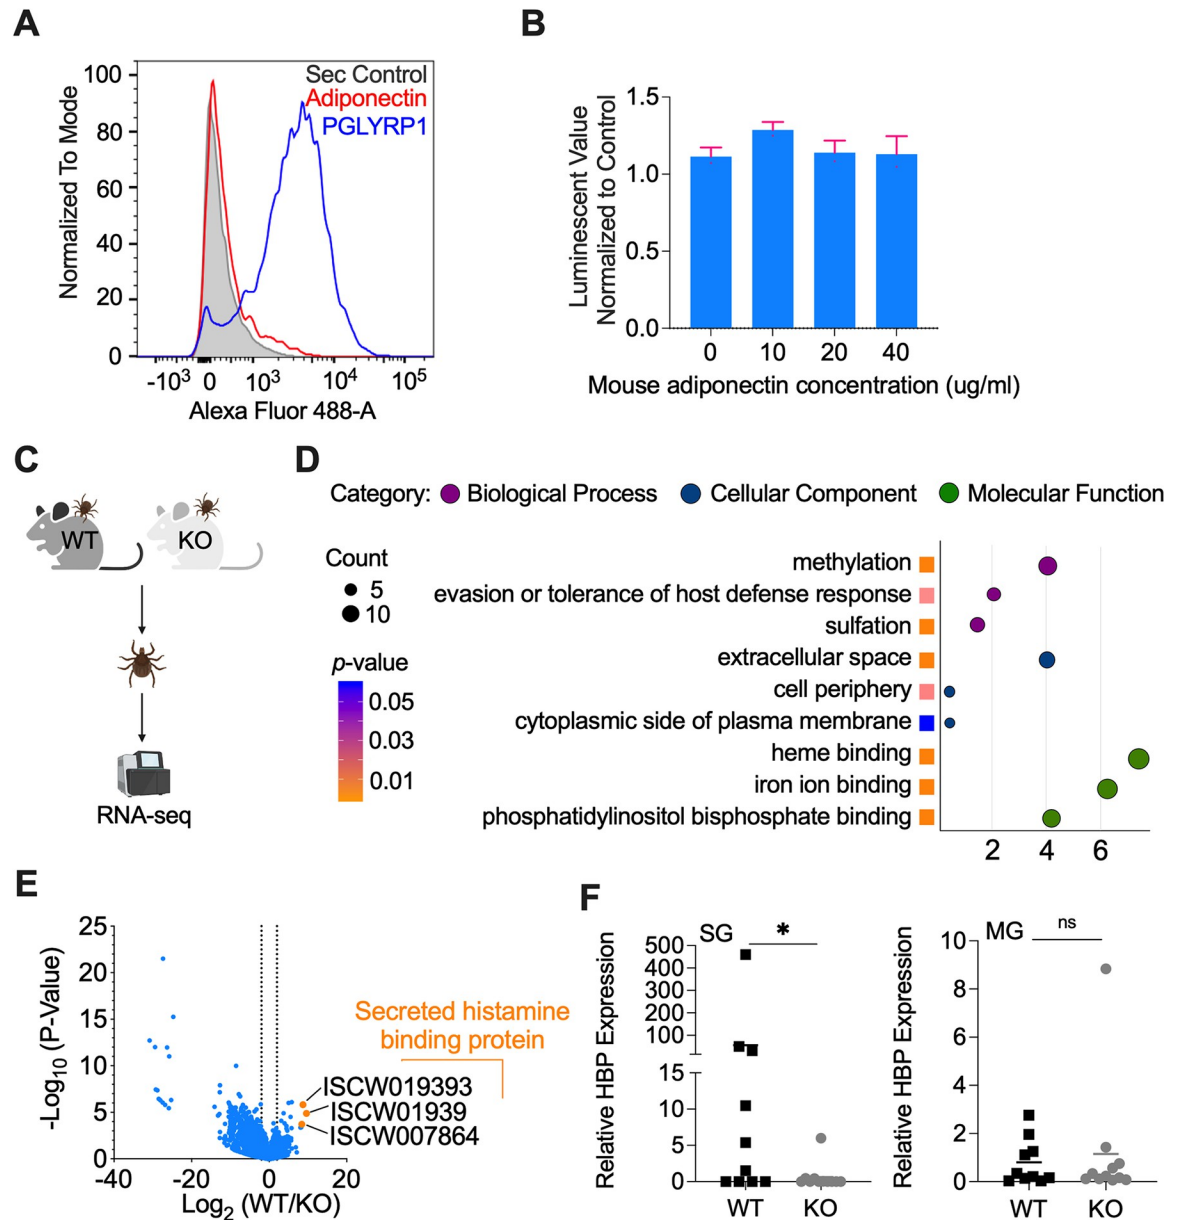 A
Normalized To Mode
100
80
60
40
20
0
Sec Control
Adiponectin
PGLYRP1
-10³ 0 10³ 10⁴ 10⁵
Alexa Fluor 488-A
B
Luminescent Value
Normalized to Control
1.5
1.0
0.5
0.0
0 10 20 40
Mouse adiponectin concentration (ug/ml)
C
WT KO
RNA-seq
D
Category: Biological Process Cellular Component Molecular Function
Count
5
10
p-value
0.05
0.03
0.01
methylation
evasion or tolerance of host defense response
sulfation
extracellular space
cell periphery
cytoplasmic side of plasma membrane
heme binding
iron ion binding
phosphatidylinositol bisphosphate binding
2 4 6
E
-Log₁₀ (P-Value)
25
20
15
10
5
0
-40 -20 0 20
Log₂ (WT/KO)
Secreted histamine
binding protein
ISCW019393
ISCW01939
ISCW007864
F
Relative HBP Expression
SG *
500
400
300
200
100
15
10
5
0
WT KO
Relative HBP Expression
MG ns
10
8
6
4
2
0
WT KO